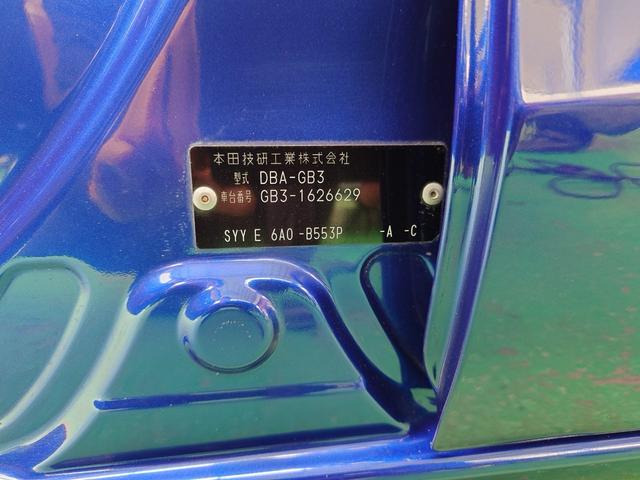 本田技研工業株式会社
型式 DBA-GB3
車台番号 GB3-1626629
SYY E 6A0 -B553P -A -C